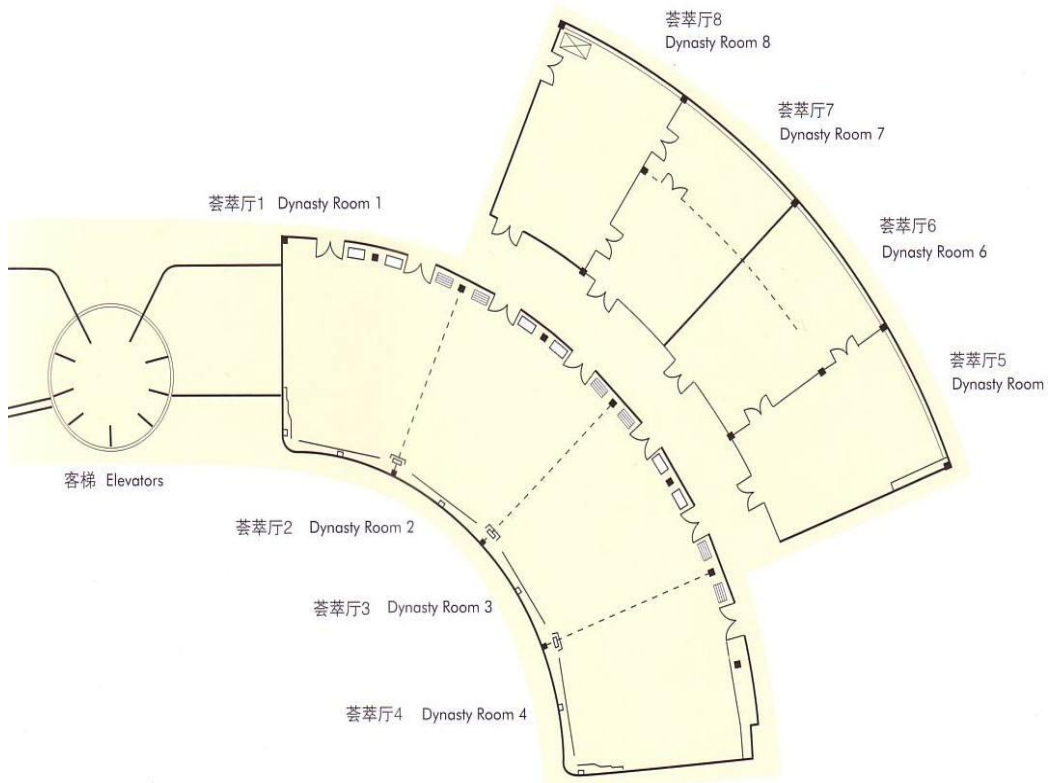 荟萃厅8
Dynasty Room 8
荟萃厅7
Dynasty Room 7
荟萃厅1 Dynasty Room 1
荟萃厅6
Dynasty Room 6
荟萃厅5
Dynasty Room
客梯 Elevators
荟萃厅2 Dynasty Room 2
荟萃厅3 Dynasty Room 3
荟萃厅4 Dynasty Room 4